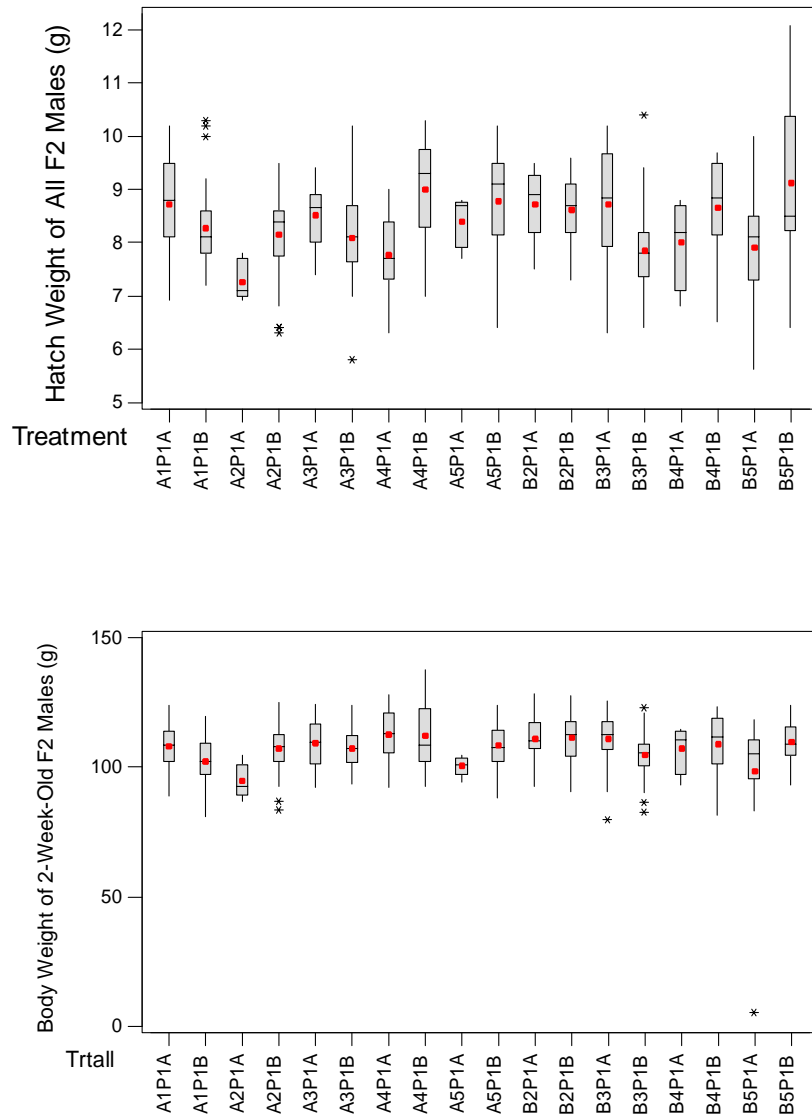 Hatch Weight of All F2 Males (g)
12
11
10
9
8
7
6
5
Treatment
A1P1A
A1P1B
A2P1A
A2P1B
A3P1A
A3P1B
A4P1A
A4P1B
A5P1A
A5P1B
B2P1A
B2P1B
B3P1A
B3P1B
B4P1A
B4P1B
B5P1A
B5P1B
Body Weight of 2-Week-Old F2 Males (g)
150
100
50
0
Trtall
A1P1A
A1P1B
A2P1A
A2P1B
A3P1A
A3P1B
A4P1A
A4P1B
A5P1A
A5P1B
B2P1A
B2P1B
B3P1A
B3P1B
B4P1A
B4P1B
B5P1A
B5P1B